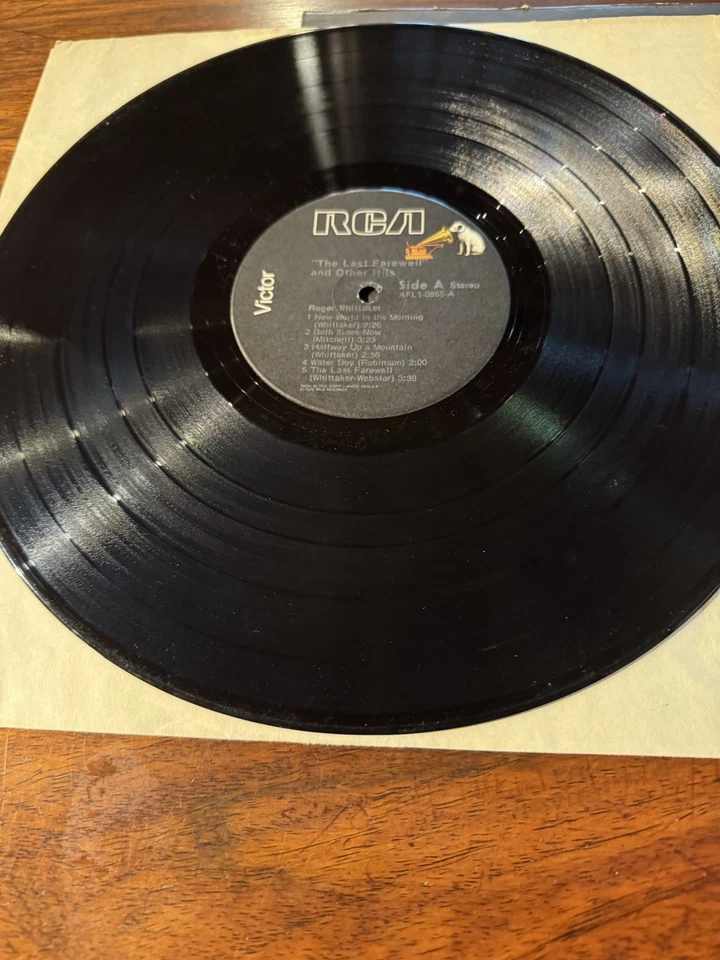 RCA
Victor
"The Last Farewell"
and Other Hits
Side A Stereo
AFL1-0855-A
Roger Whittaker
1 New World in the Morning
(Whittaker) 2:26
2 Both Sides Now
(Mitchell) 3:23
3 Halfway Up a Mountain
(Whittaker) 2:56
4 Water Boy (Robinson) 2:00
5 The Last Farewell
(Whittaker-Webster) 3:38